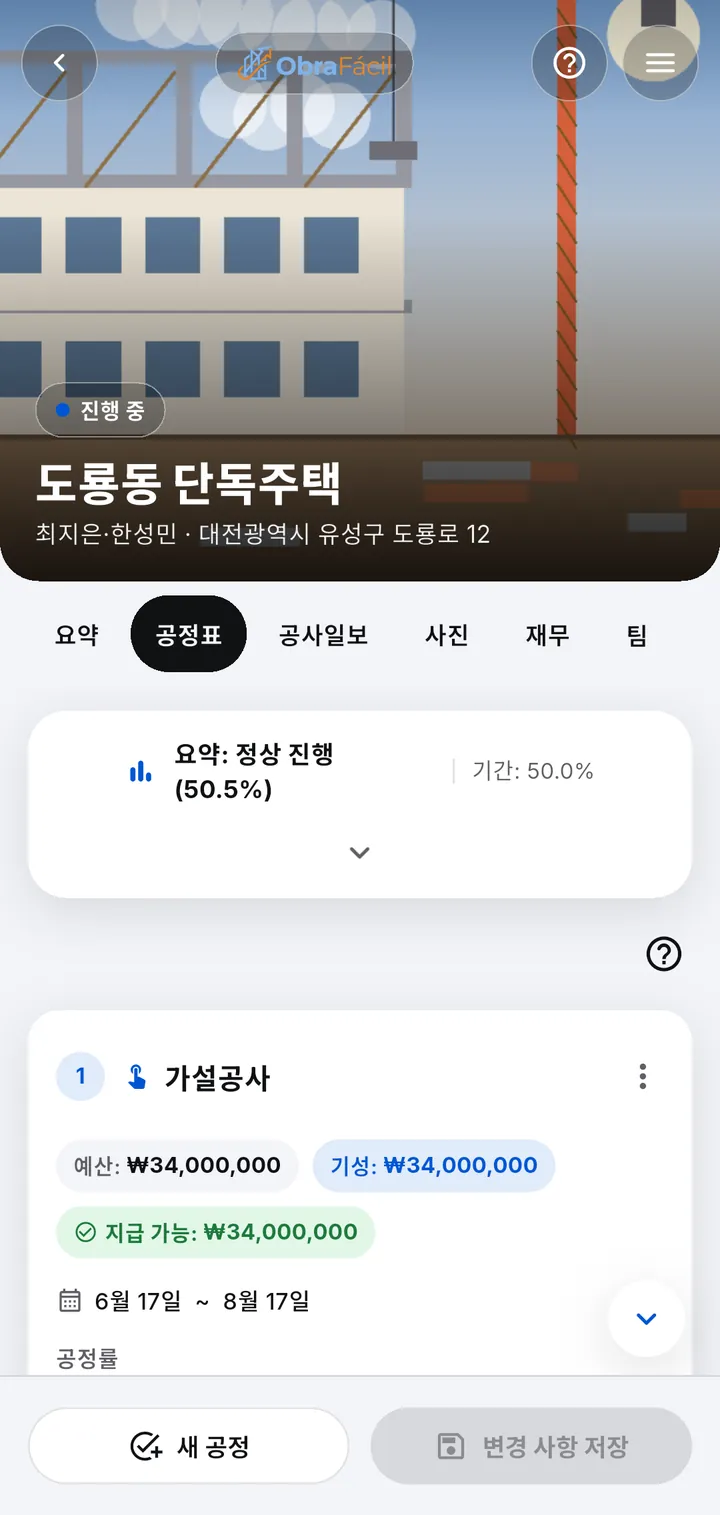 ObraFácil
진행 중
도룡동 단독주택
최지은·한성민 · 대전광역시 유성구 도룡로 12
요약 공정표 공사일보 사진 재무 팀
요약: 정상 진행
(50.5%)
기간: 50.0%
1 가설공사
예산: ₩34,000,000 기성: ₩34,000,000
지급 가능: ₩34,000,000
6월 17일 ~ 8월 17일
공정률
새 공정 변경 사항 저장